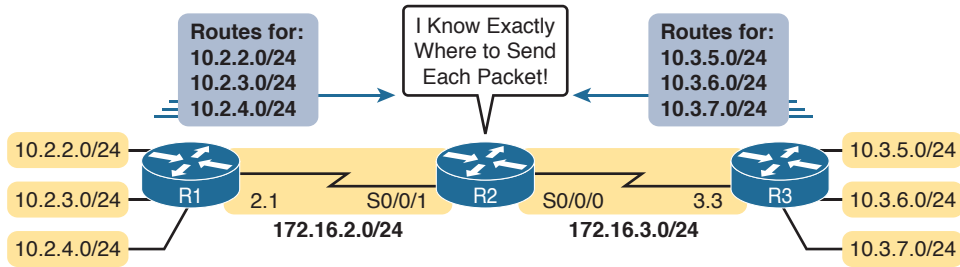 Routes for:
10.2.2.0/24
10.2.3.0/24
10.2.4.0/24
I Know Exactly
Where to Send
Each Packet!
Routes for:
10.3.5.0/24
10.3.6.0/24
10.3.7.0/24
10.2.2.0/24
10.2.3.0/24
10.2.4.0/24
R1
2.1
S0/0/1
R2
S0/0/0
3.3
R3
172.16.2.0/24
172.16.3.0/24
10.3.5.0/24
10.3.6.0/24
10.3.7.0/24